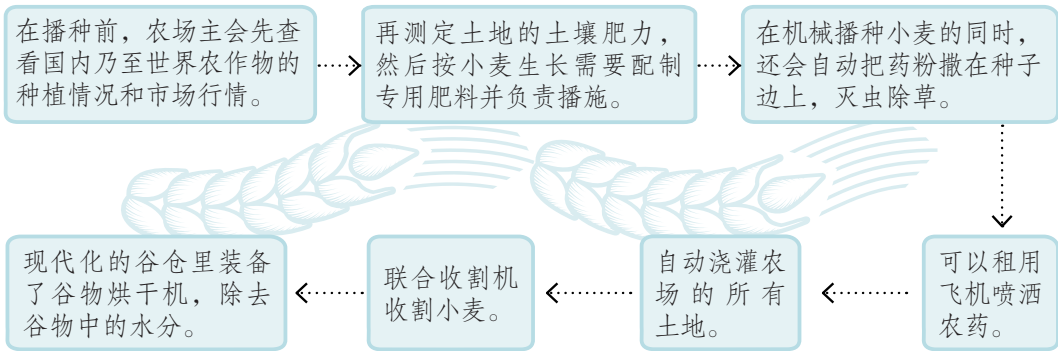 在播种前，农场主会先查
看国内乃至世界农作物的
种植情况和市场行情。
再测定土地的土壤肥力，
然后按小麦生长需要配制
专用肥料并负责播施。
在机械播种小麦的同时，
还会自动把药粉撒在种子
边上，灭虫除草。
可以租用
飞机喷洒
农药。
自动浇灌农
场的所有
土地。
联合收割机
收割小麦。
现代化的谷仓里装备
了谷物烘干机，除去
谷物中的水分。